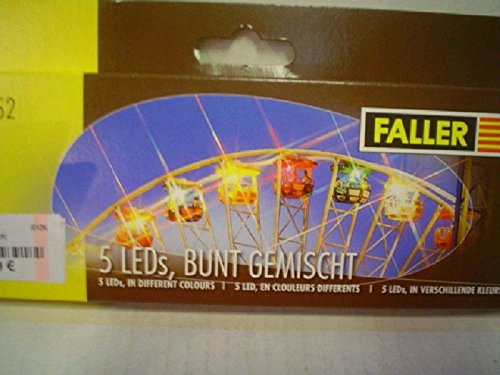 52
FALLER
€
5 LEDs, BUNT GEMISCHT
5 LEDs, IN DIFFERENT COLOURS | 5 LED, EN CLOULEURS DIFFERENTS | 5 LEDs, IN VERSCHILLENDE KLEUR